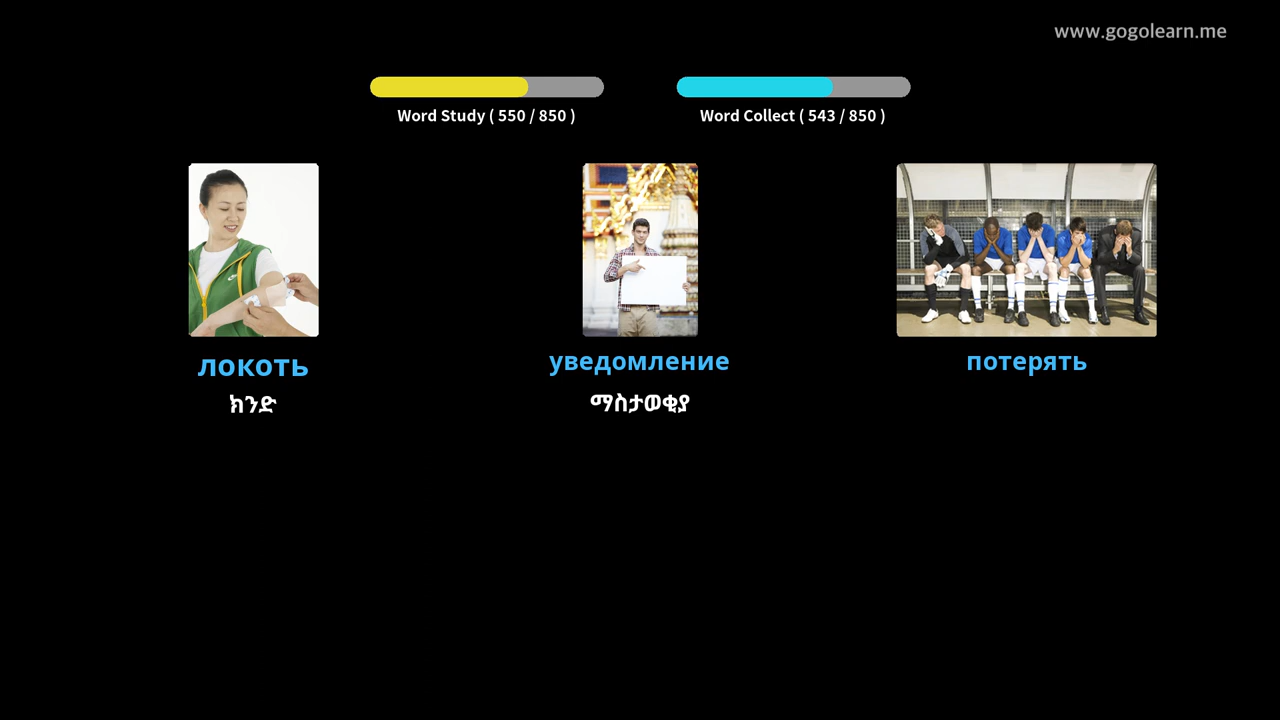 www.gogolearn.me
Word Study ( 550 / 850 )
Word Collect ( 543 / 850 )
локоть
уведомление
потерять
ክንድ
ማስታወቂያ